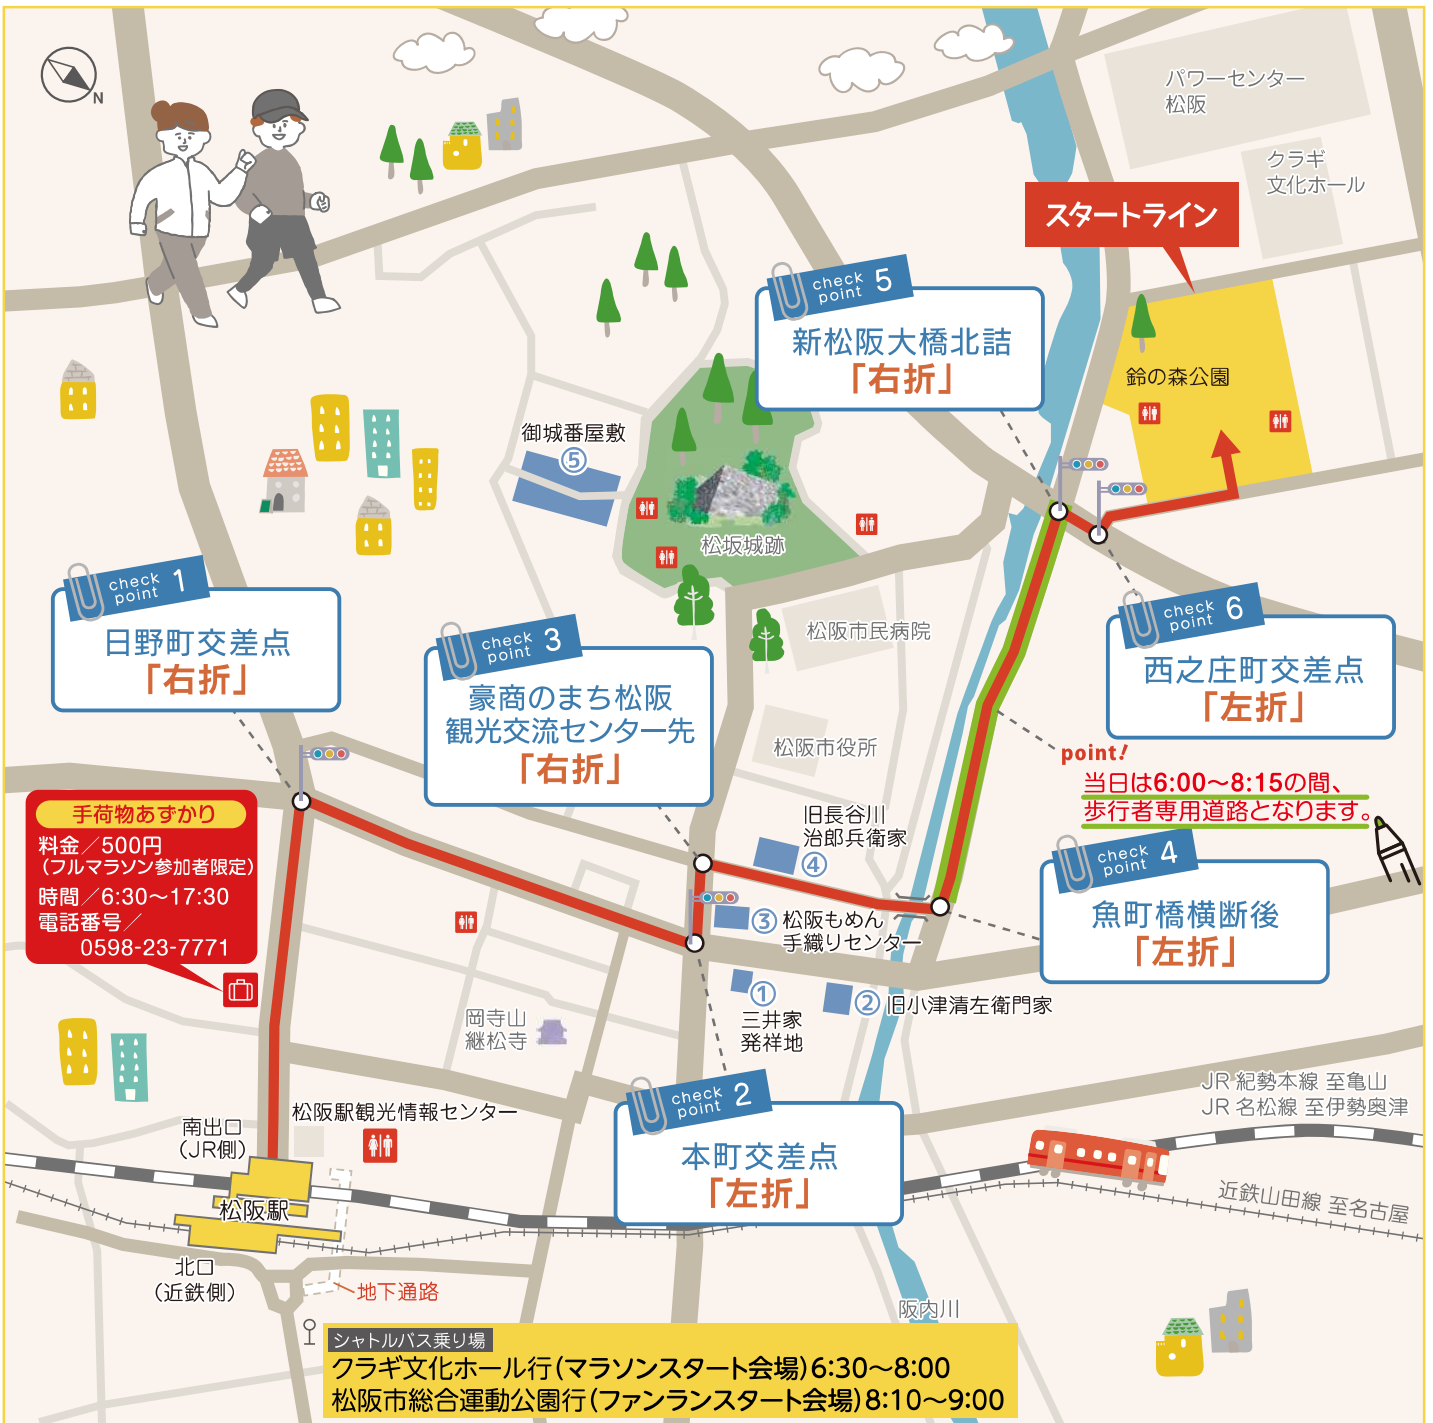 N
パワーセンター
松阪
クラギ
文化ホール
スタートライン
check
point 5
新松阪大橋北詰
「右折」
鈴の森公園
御城番屋敷
⑤
松坂城跡
check
point 1
日野町交差点
「右折」
check
point 3
豪商のまち松阪
観光交流センター先
「右折」
松阪市民病院
check
point 6
西之庄町交差点
「左折」
松阪市役所
point!
当日は6:00〜8:15の間、
歩行者専用道路となります。
手荷物あずかり
料金／500円
（フルマラソン参加者限定）
時間／6:30〜17:30
電話番号／
0598-23-7771
旧長谷川
治郎兵衛家
④
check
point 4
魚町橋横断後
「左折」
③ 松阪もめん
手織りセンター
①
三井家
発祥地
② 旧小津清左衛門家
岡寺山
継松寺
check
point 2
本町交差点
「左折」
JR 紀勢本線 至亀山
JR 名松線 至伊勢奥津
松阪駅観光情報センター
南出口
（JR側）
松阪駅
近鉄山田線 至名古屋
北口
（近鉄側）
地下通路
阪内川
シャトルバス乗り場
クラギ文化ホール行（マラソンスタート会場）6:30〜8:00
松阪市総合運動公園行（ファンランスタート会場）8:10〜9:00